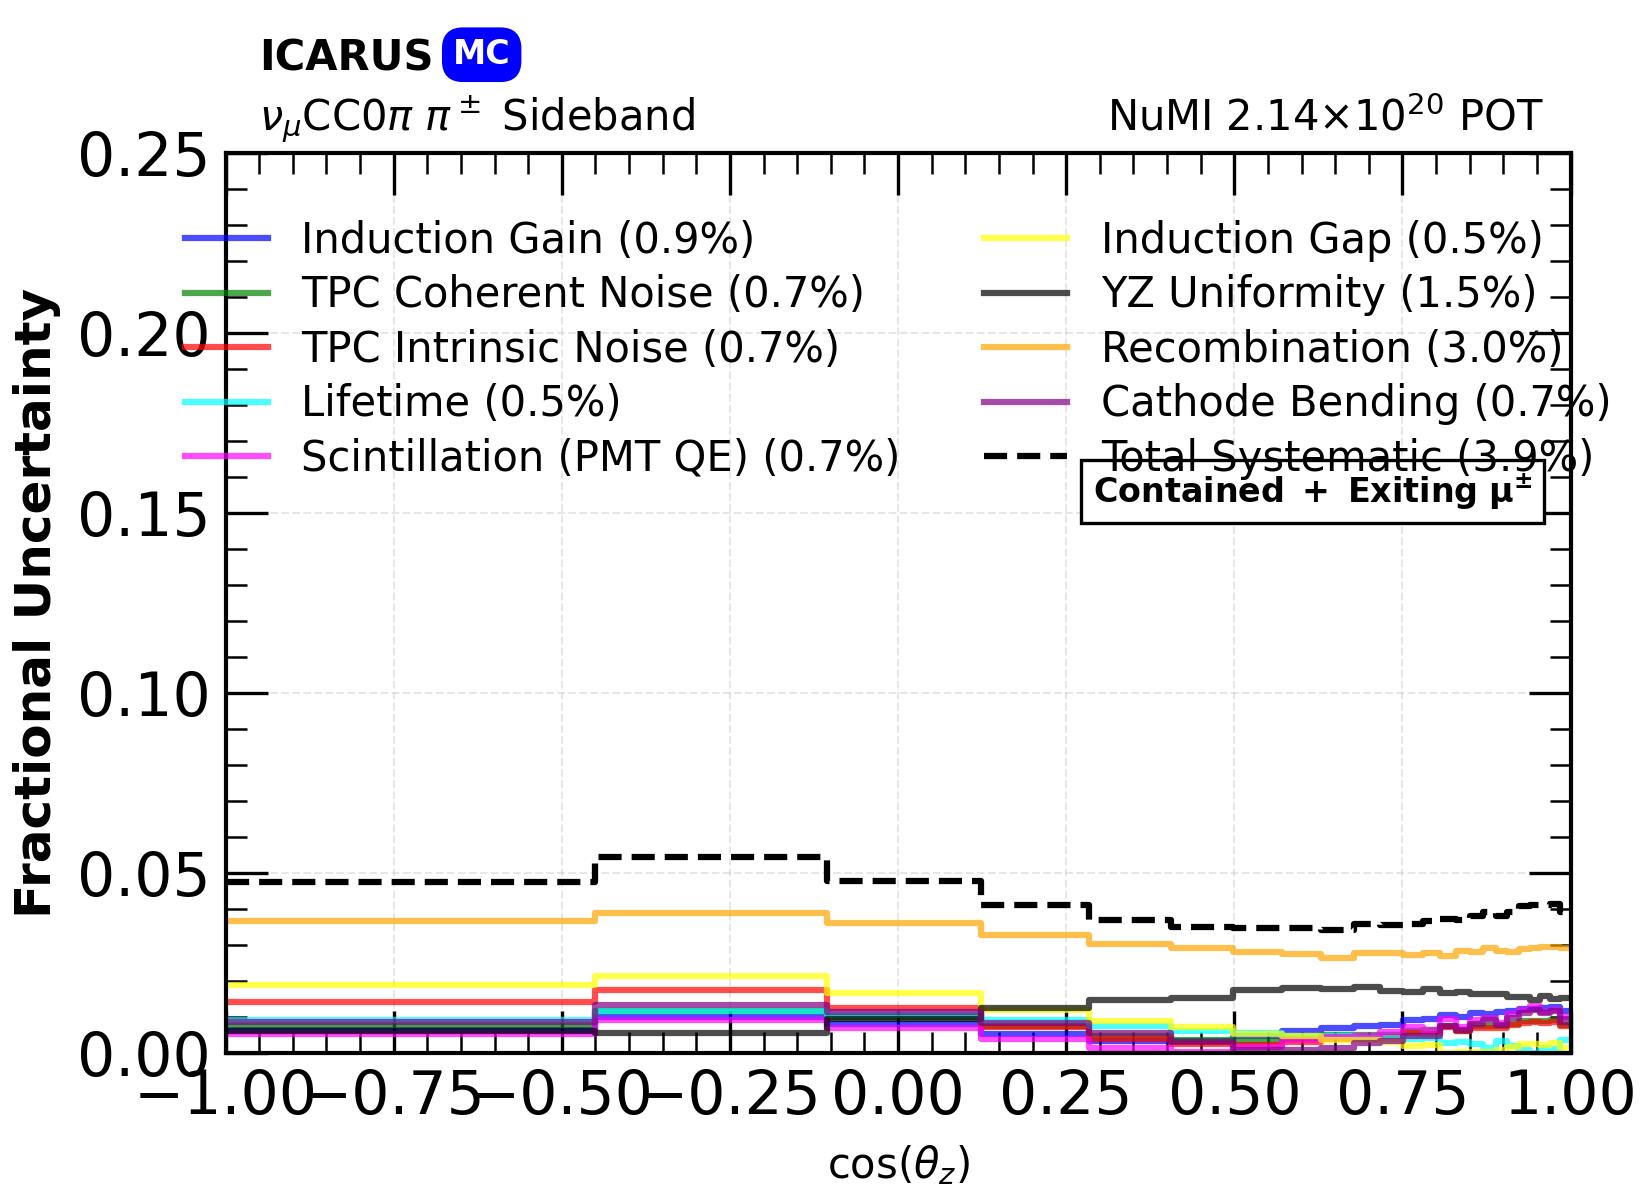 ICARUS MC
νμCC0π π± Sideband
NuMI 2.14×10²⁰ POT
Fractional Uncertainty
0.25
0.20
0.15
0.10
0.05
0.00
Induction Gain (0.9%)
TPC Coherent Noise (0.7%)
TPC Intrinsic Noise (0.7%)
Lifetime (0.5%)
Scintillation (PMT QE) (0.7%)
Induction Gap (0.5%)
YZ Uniformity (1.5%)
Recombination (3.0%)
Cathode Bending (0.7%)
Total Systematic (3.9%)
Contained + Exiting μ±
−1.00 −0.75 −0.50 −0.25 0.00 0.25 0.50 0.75 1.00
cos(θz)